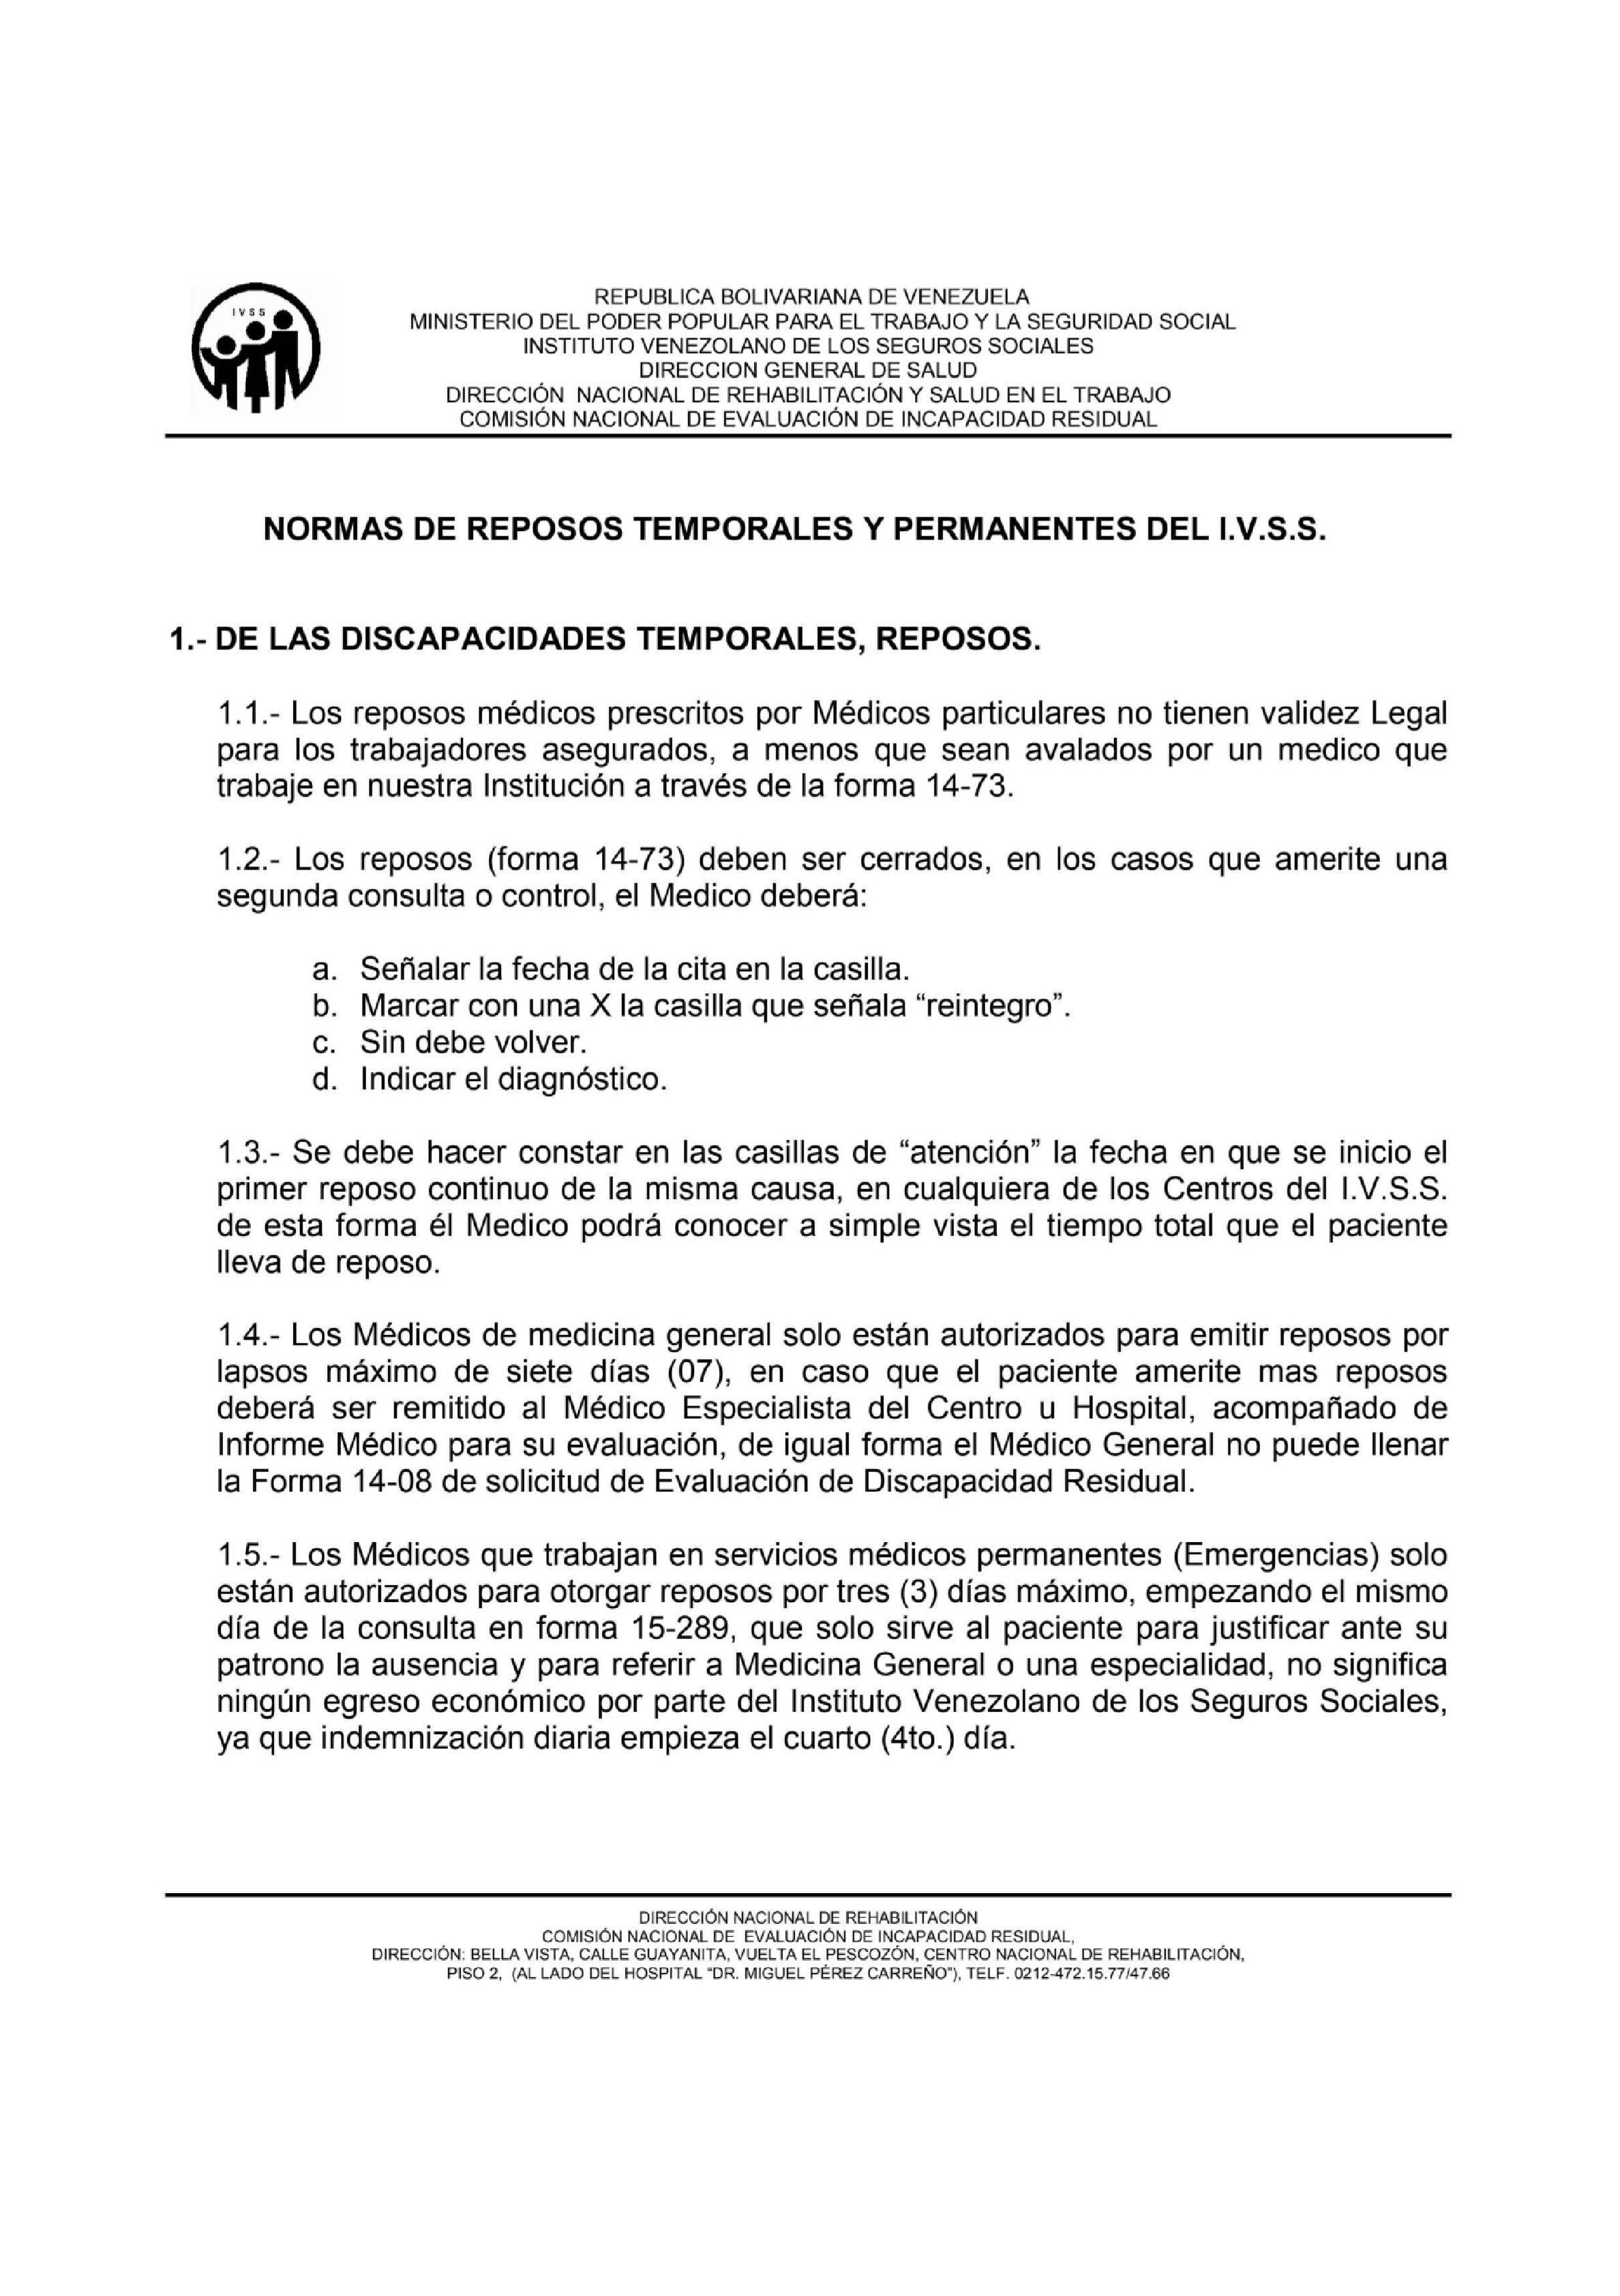 IVSS
REPUBLICA BOLIVARIANA DE VENEZUELA
MINISTERIO DEL PODER POPULAR PARA EL TRABAJO Y LA SEGURIDAD SOCIAL
INSTITUTO VENEZOLANO DE LOS SEGUROS SOCIALES
DIRECCION GENERAL DE SALUD
DIRECCIÓN NACIONAL DE REHABILITACIÓN Y SALUD EN EL TRABAJO
COMISIÓN NACIONAL DE EVALUACIÓN DE INCAPACIDAD RESIDUAL
NORMAS DE REPOSOS TEMPORALES Y PERMANENTES DEL I.V.S.S.
1.- DE LAS DISCAPACIDADES TEMPORALES, REPOSOS.
1.1.- Los reposos médicos prescritos por Médicos particulares no tienen validez Legal
para los trabajadores asegurados, a menos que sean avalados por un medico que
trabaje en nuestra Institución a través de la forma 14-73.
1.2.- Los reposos (forma 14-73) deben ser cerrados, en los casos que amerite una
segunda consulta o control, el Medico deberá:
a. Señalar la fecha de la cita en la casilla.
b. Marcar con una X la casilla que señala “reintegro”.
c. Sin debe volver.
d. Indicar el diagnóstico.
1.3.- Se debe hacer constar en las casillas de “atención” la fecha en que se inicio el
primer reposo continuo de la misma causa, en cualquiera de los Centros del I.V.S.S.
de esta forma él Medico podrá conocer a simple vista el tiempo total que el paciente
lleva de reposo.
1.4.- Los Médicos de medicina general solo están autorizados para emitir reposos por
lapsos máximo de siete días (07), en caso que el paciente amerite mas reposos
deberá ser remitido al Médico Especialista del Centro u Hospital, acompañado de
Informe Médico para su evaluación, de igual forma el Médico General no puede llenar
la Forma 14-08 de solicitud de Evaluación de Discapacidad Residual.
1.5.- Los Médicos que trabajan en servicios médicos permanentes (Emergencias) solo
están autorizados para otorgar reposos por tres (3) días máximo, empezando el mismo
día de la consulta en forma 15-289, que solo sirve al paciente para justificar ante su
patrono la ausencia y para referir a Medicina General o una especialidad, no significa
ningún egreso económico por parte del Instituto Venezolano de los Seguros Sociales,
ya que indemnización diaria empieza el cuarto (4to.) día.
DIRECCIÓN NACIONAL DE REHABILITACIÓN
COMISIÓN NACIONAL DE EVALUACIÓN DE INCAPACIDAD RESIDUAL,
DIRECCIÓN: BELLA VISTA, CALLE GUAYANITA, VUELTA EL PESCOZÓN, CENTRO NACIONAL DE REHABILITACIÓN,
PISO 2, (AL LADO DEL HOSPITAL “DR. MIGUEL PÉREZ CARREÑO”), TELF. 0212-472.15.77/47.66